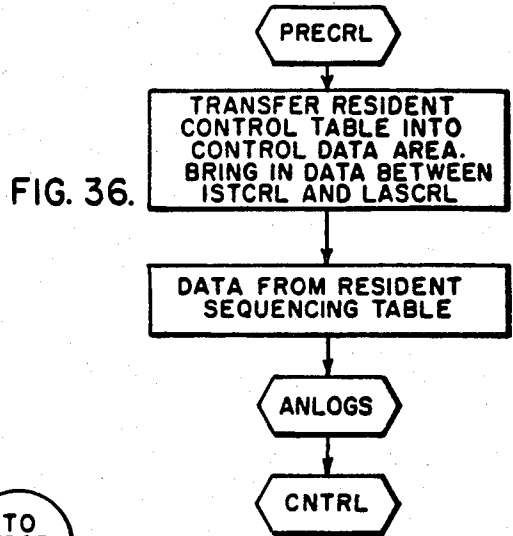 PRECRL
TRANSFER RESIDENT
CONTROL TABLE INTO
CONTROL DATA AREA.
BRING IN DATA BETWEEN
ISTCRL AND LASCRL
FIG. 36.
DATA FROM RESIDENT
SEQUENCING TABLE
ANLOGS
CNTRL
TO